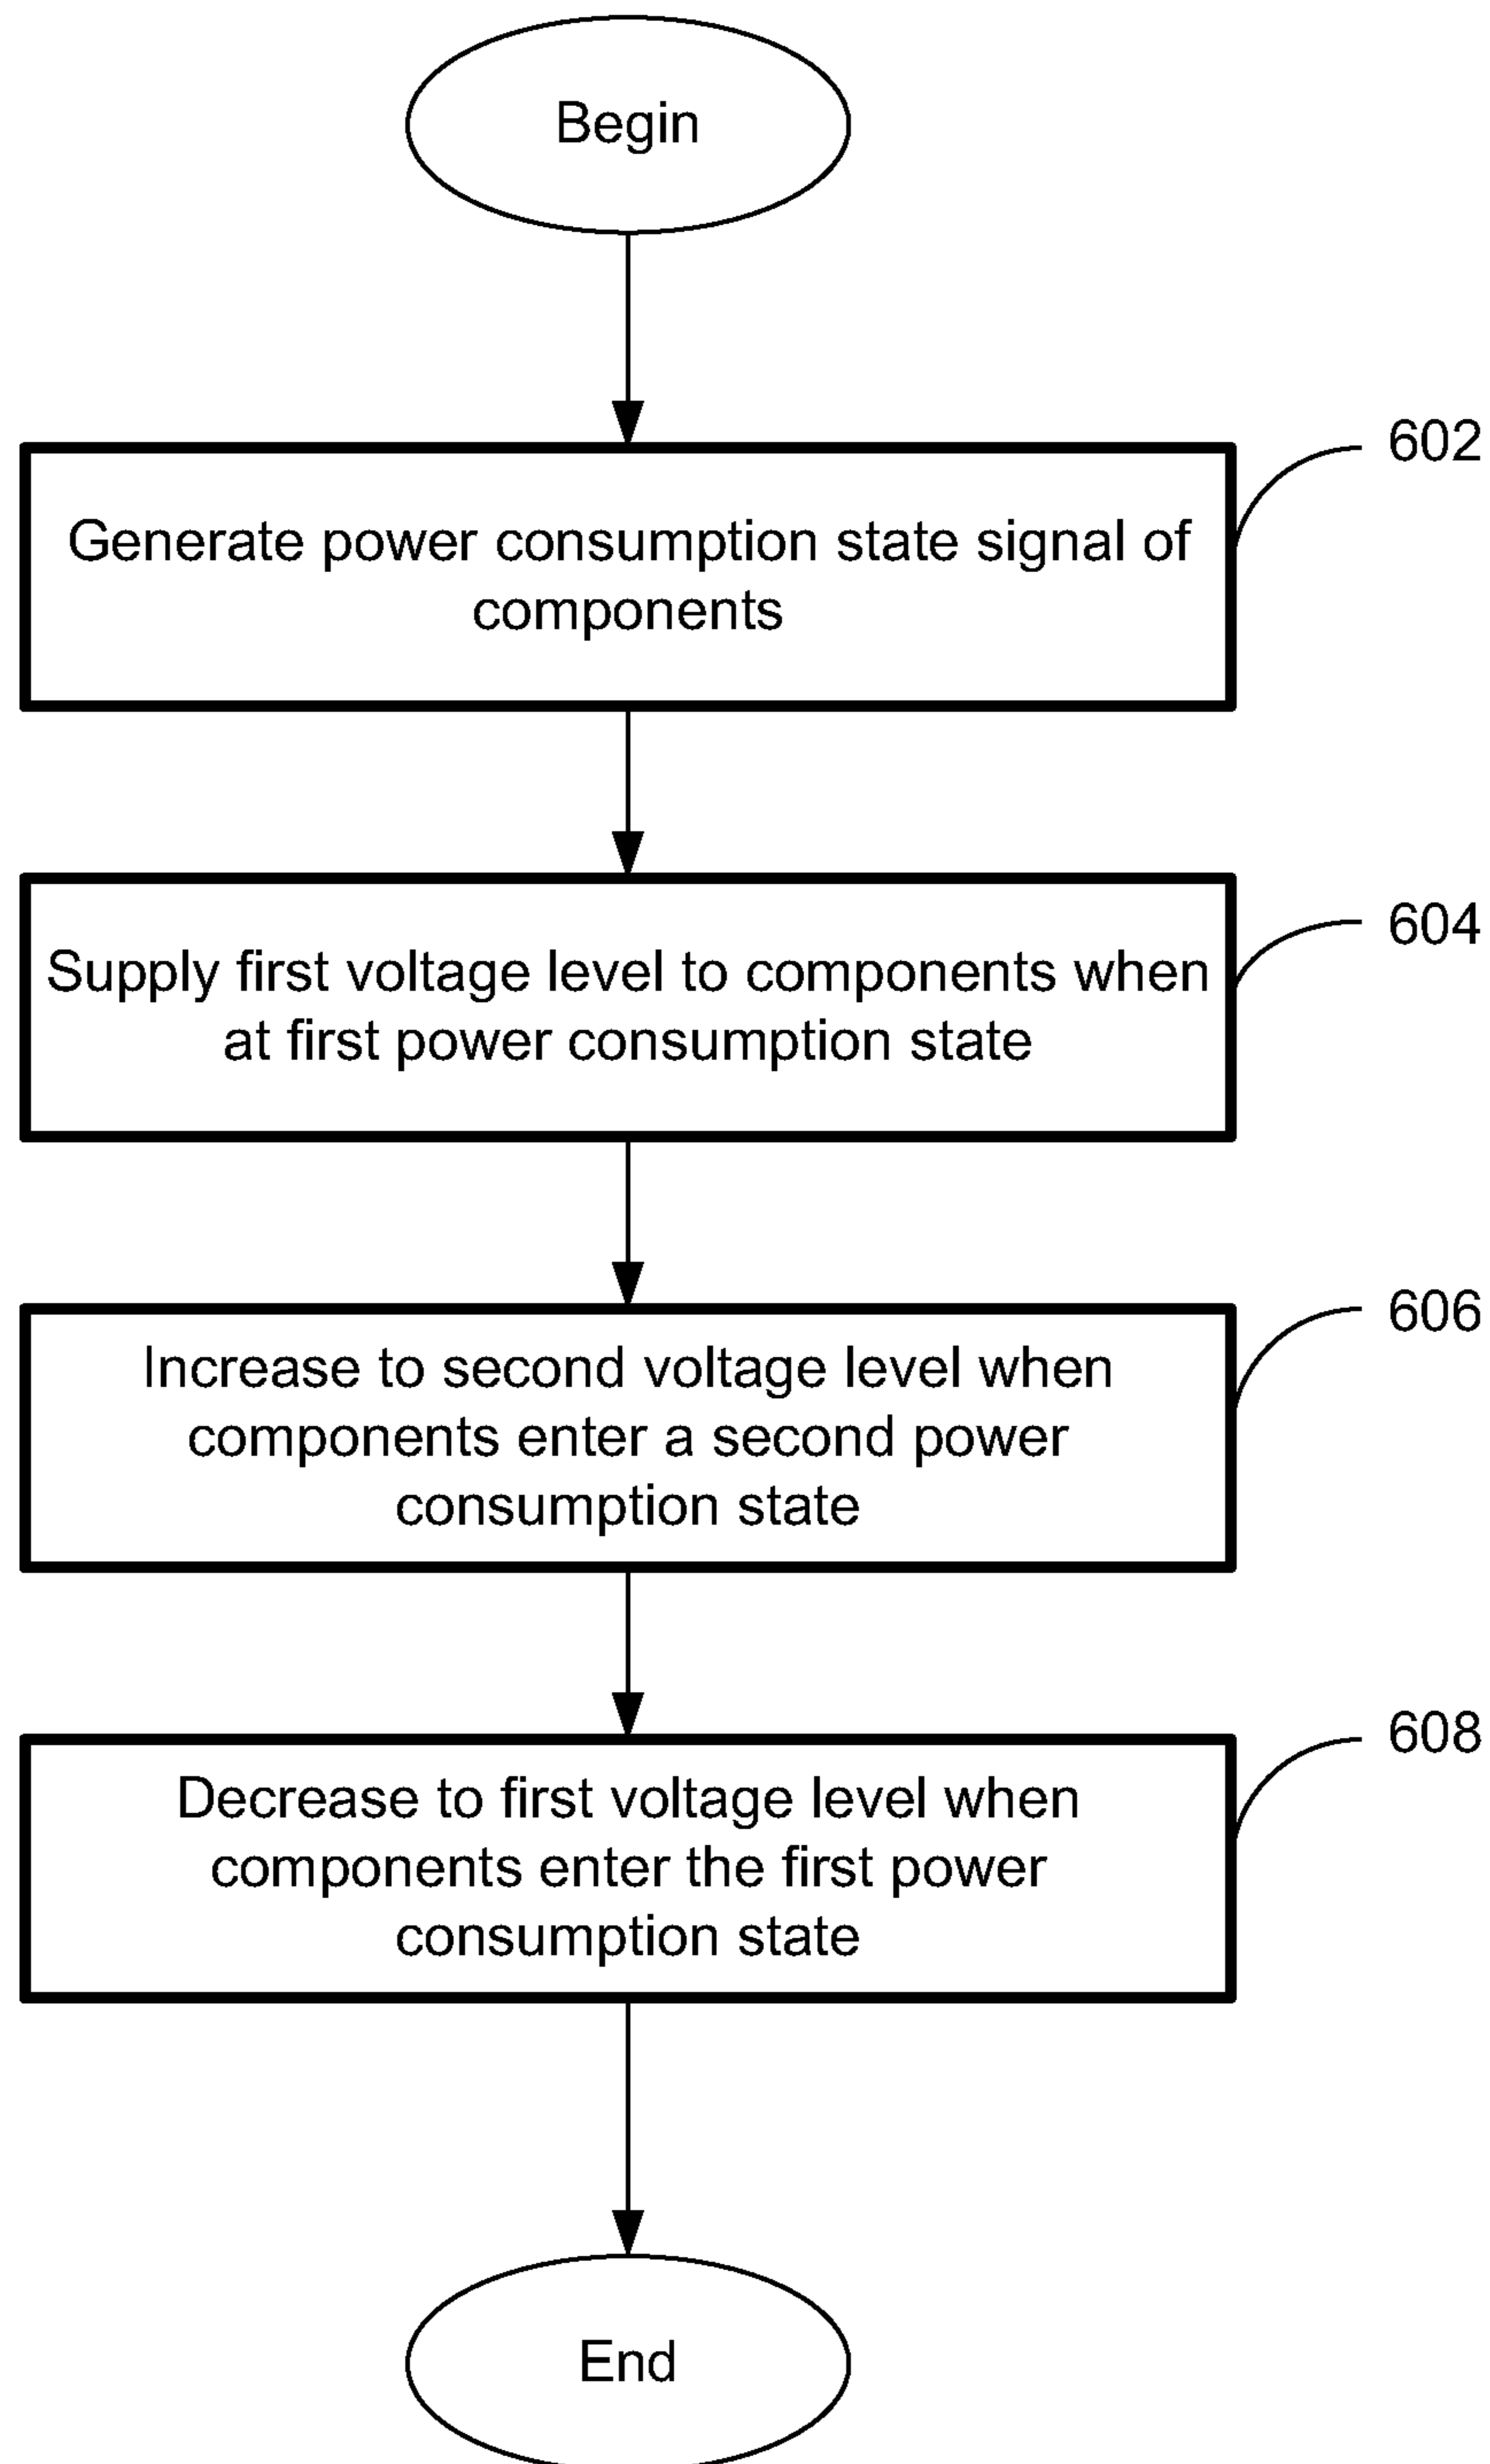 Begin
602
Generate power consumption state signal of
components
604
Supply first voltage level to components when
at first power consumption state
606
Increase to second voltage level when
components enter a second power
consumption state
608
Decrease to first voltage level when
components enter the first power
consumption state
End